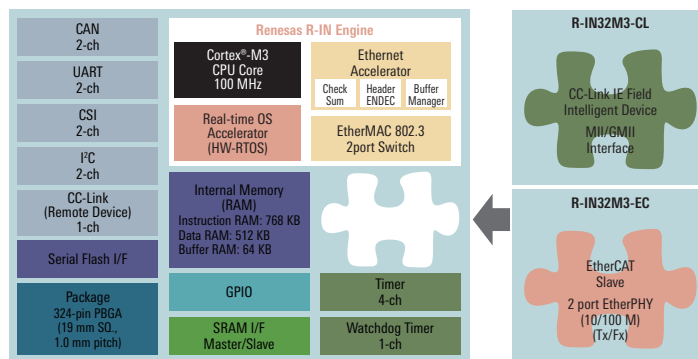 CAN
2-ch
UART
2-ch
CSI
2-ch
I²C
2-ch
CC-Link
(Remote Device)
1-ch
Serial Flash I/F
Package
324-pin PBGA
(19 mm SQ.,
1.0 mm pitch)
Renesas R-IN Engine
Cortex®-M3
CPU Core
100 MHz
Ethernet
Accelerator
Check
Sum
Header
ENDEC
Buffer
Manager
Real-time OS
Accelerator
(HW-RTOS)
EtherMAC 802.3
2port Switch
Internal Memory
(RAM)
Instruction RAM: 768 KB
Data RAM: 512 KB
Buffer RAM: 64 KB
GPIO
Timer
4-ch
SRAM I/F
Master/Slave
Watchdog Timer
1-ch
R-IN32M3-CL
CC-Link IE Field
Intelligent Device
MII/GMII
Interface
R-IN32M3-EC
EtherCAT
Slave
2 port EtherPHY
(10/100 M)
(Tx/Fx)